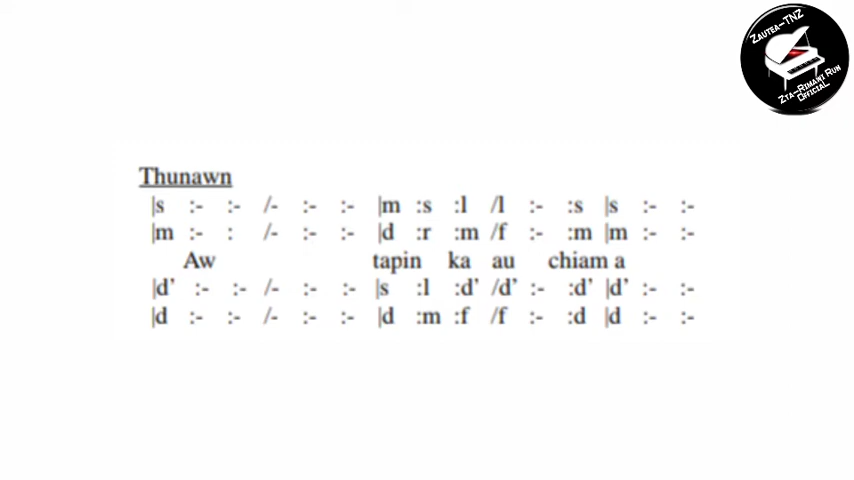 ZAUTEA-TNZ
ZTA-RIMAWI RUN
OFFICIAL
Thunawn
|s :- :- /- :- :- |m :s :l /l :- :s |s :- :-
|m :- : /- :- :- |d :r :m /f :- :m |m :- :-
Aw tapin ka au chiam a
|d’ :- :- /- :- :- |s :l :d’ /d’ :- :d’ |d’ :- :-
|d :- :- /- :- :- |d :m :f /f :- :d |d :- :-